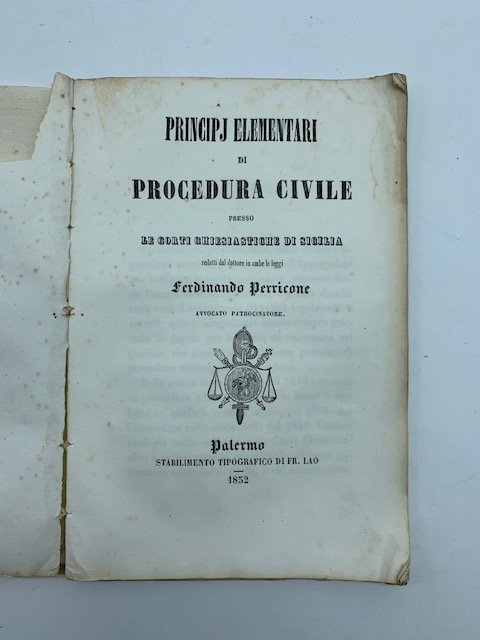 PRINCIPJ ELEMENTARI
DI
PROCEDURA CIVILE
PRESSO
LE CORTI CHIESIASTICHE DI SICILIA
redatti dal dottore in ambe le leggi
Ferdinando Perricone
AVVOCATO PATROCINATORE.
Palermo
STABILIMENTO TIPOGRAFICO DI FR. LAO
1852